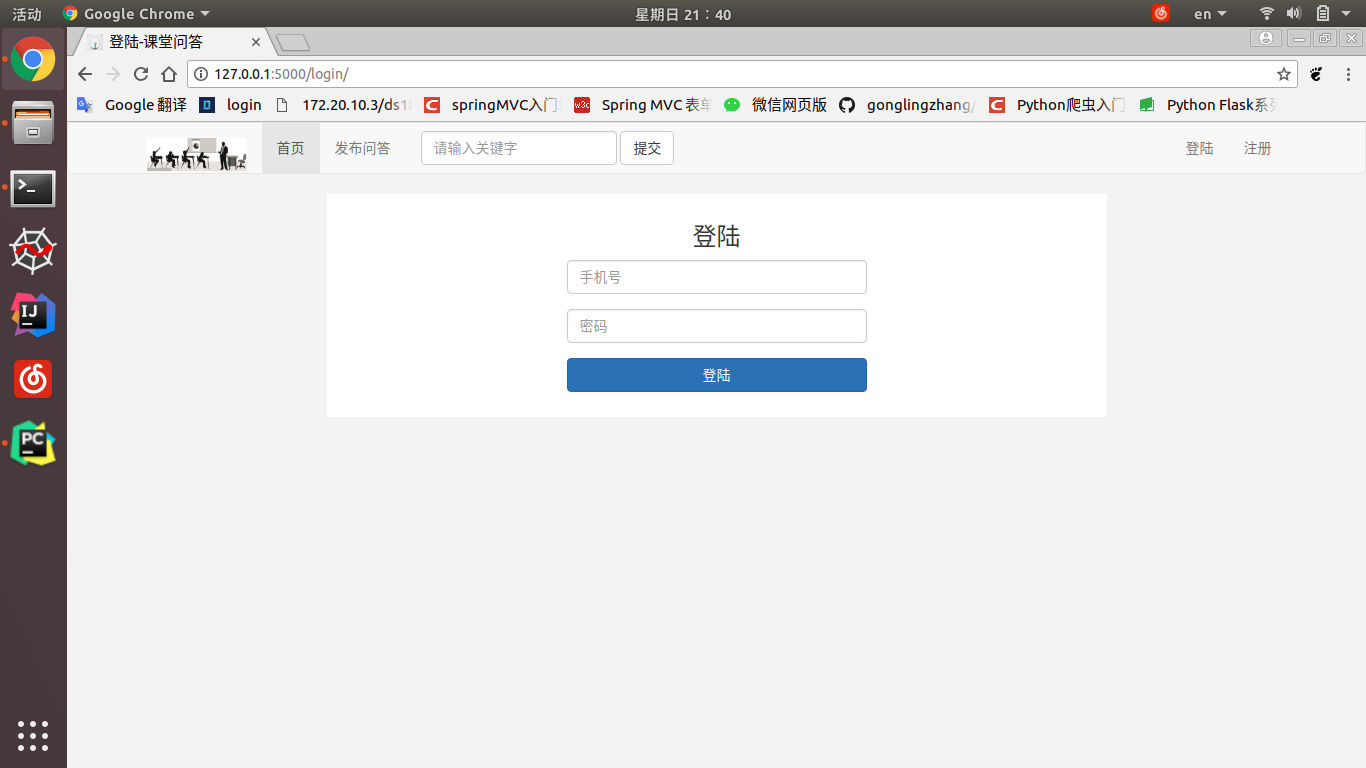 活动 Google Chrome 星期日 21：40 en
登陆-课堂问答
127.0.0.1:5000/login/
Google 翻译 login 172.20.10.3/ds1 springMVC入门 Spring MVC 表单 微信网页版 gonglingzhang/ Python爬虫入门 Python Flask系列
首页 发布问答 请输入关键字 提交 登陆 注册
登陆
手机号
密码
登陆